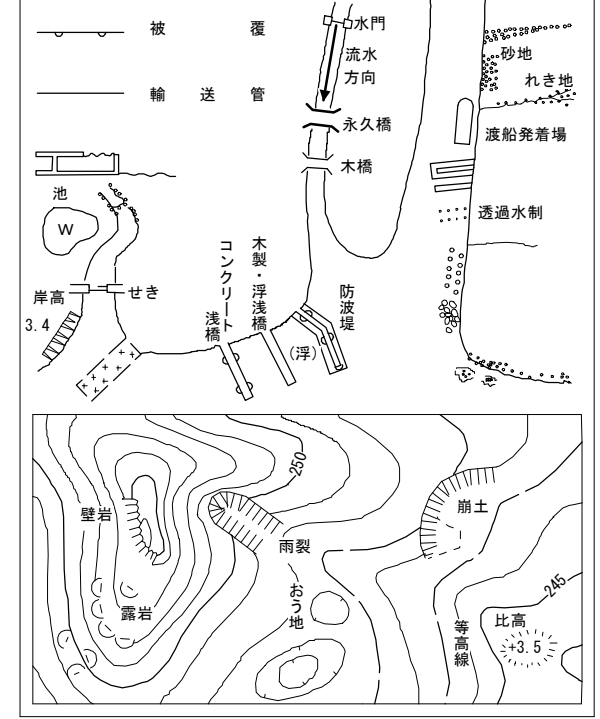 被覆
水門
流水
方向
砂地
れき地
輸送管
永久橋
渡船発着場
木橋
池
W
透過水制
岸高
3.4
せき
コンクリート
浅橋
木製・浮浅橋
防波堤
(浮)
250
壁岩
崩土
雨裂
おう地
露岩
245
等高線
比高
+3.5